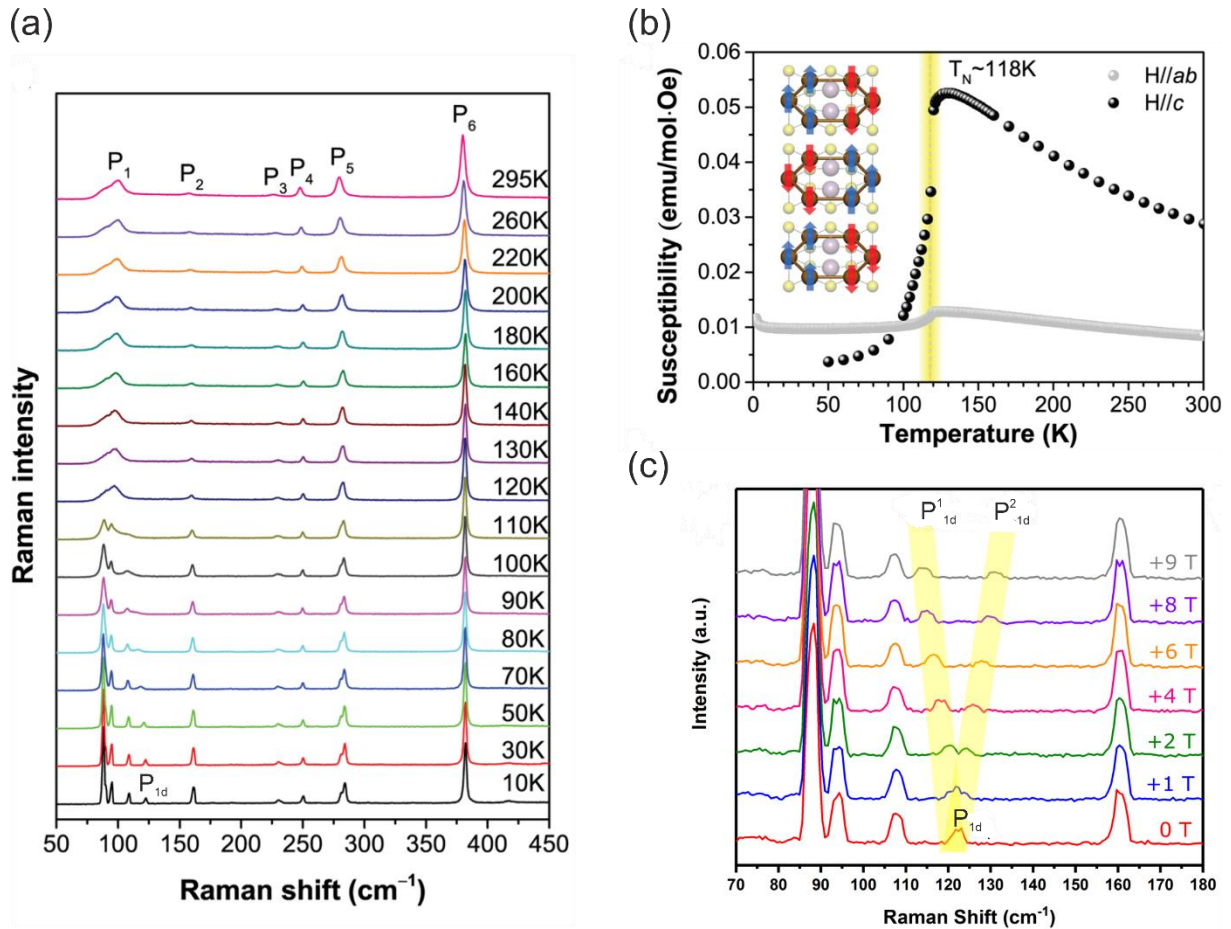 (a)
P1 P2 P3 P4 P5 P6
295K
260K
220K
200K
180K
160K
140K
130K
120K
110K
100K
90K
80K
70K
50K
30K
P1d
10K
Raman intensity
50 100 150 200 250 300 350 400 450
Raman shift (cm−1)
(b)
TN~118K
H//ab
H//c
0.06
0.05
0.04
0.03
0.02
0.01
0.00
Susceptibility (emu/mol·Oe)
0 50 100 150 200 250 300
Temperature (K)
(c)
P11d P21d
+9 T
+8 T
+6 T
+4 T
+2 T
+1 T
P1d
0 T
Intensity (a.u.)
70 80 90 100 110 120 130 140 150 160 170 180
Raman Shift (cm-1)